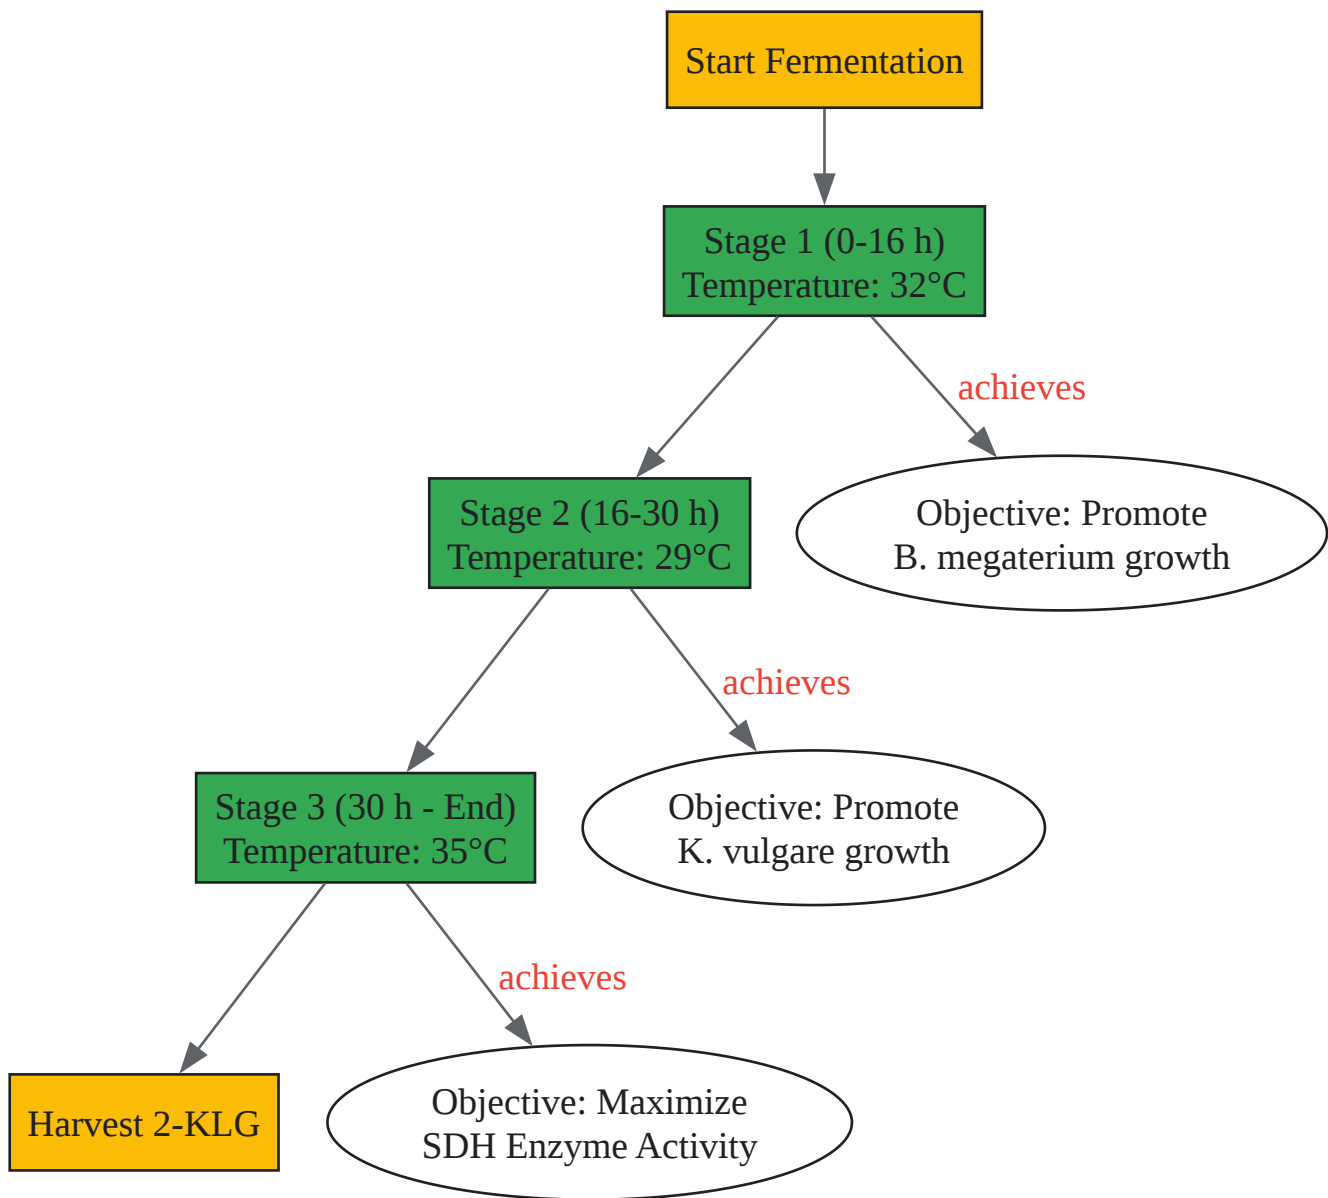 Start Fermentation
Stage 1 (0-16 h)
Temperature: 32°C
achieves
Stage 2 (16-30 h)
Temperature: 29°C
Objective: Promote
B. megaterium growth
achieves
Stage 3 (30 h - End)
Temperature: 35°C
Objective: Promote
K. vulgare growth
achieves
Harvest 2-KLG
Objective: Maximize
SDH Enzyme Activity